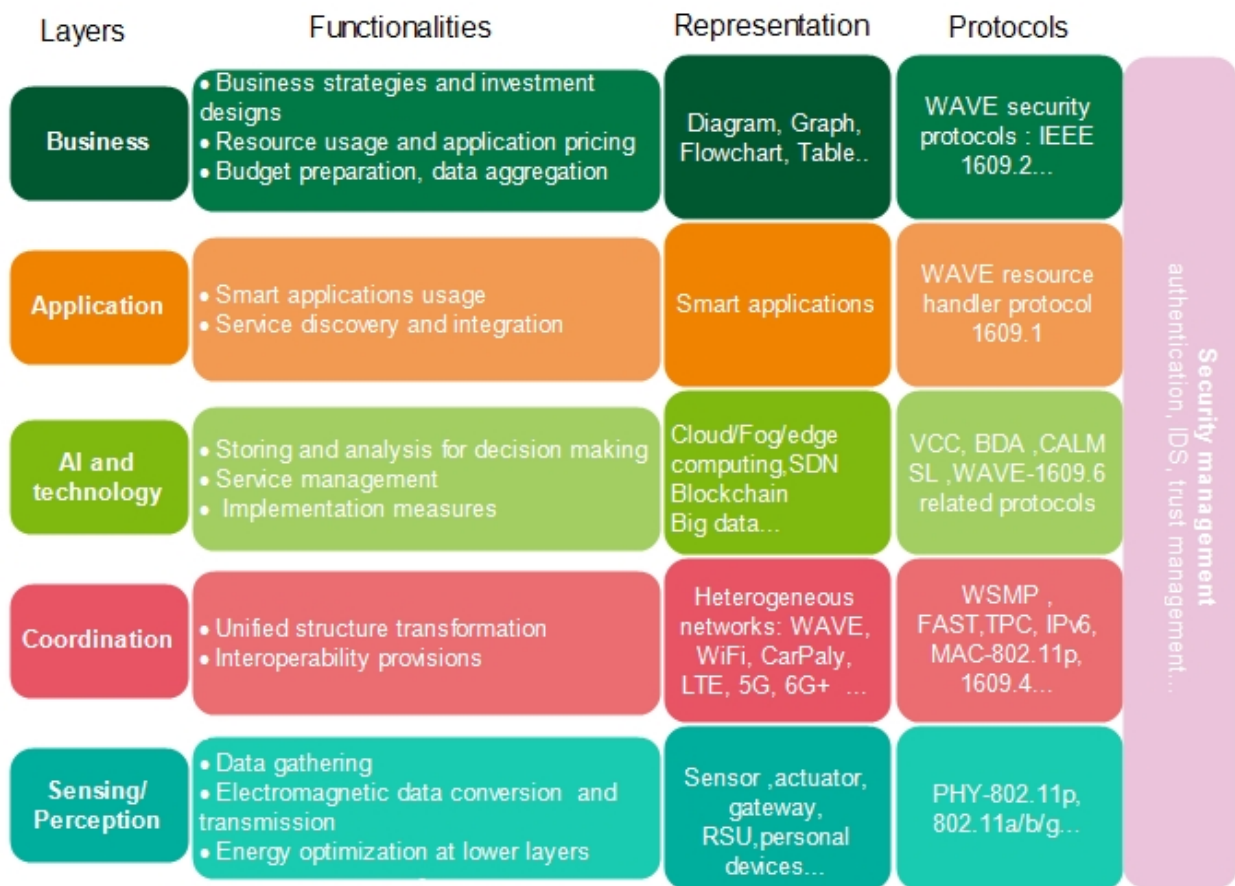 Layers
Functionalities
Representation
Protocols
Business
• Business strategies and investment
designs
• Resource usage and application pricing
• Budget preparation, data aggregation
Diagram, Graph,
Flowchart, Table..
WAVE security
protocols : IEEE
1609.2...
Application
• Smart applications usage
• Service discovery and integration
Smart applications
WAVE resource
handler protocol
1609.1
AI and
technology
• Storing and analysis for decision making
• Service management
• Implementation measures
Cloud/Fog/edge
computing,SDN
Blockchain
Big data...
VCC, BDA ,CALM
SL ,WAVE-1609.6
related protocols
Coordination
• Unified structure transformation
• Interoperability provisions
Heterogeneous
networks: WAVE,
WiFi, CarPaly,
LTE, 5G, 6G+ ...
WSMP ,
FAST,TPC, IPv6,
MAC-802.11p,
1609.4...
Sensing/
Perception
• Data gathering
• Electromagnetic data conversion and
transmission
• Energy optimization at lower layers
Sensor ,actuator,
gateway,
RSU,personal
devices...
PHY-802.11p,
802.11a/b/g...
Security management
authentication, IDS, trust management...